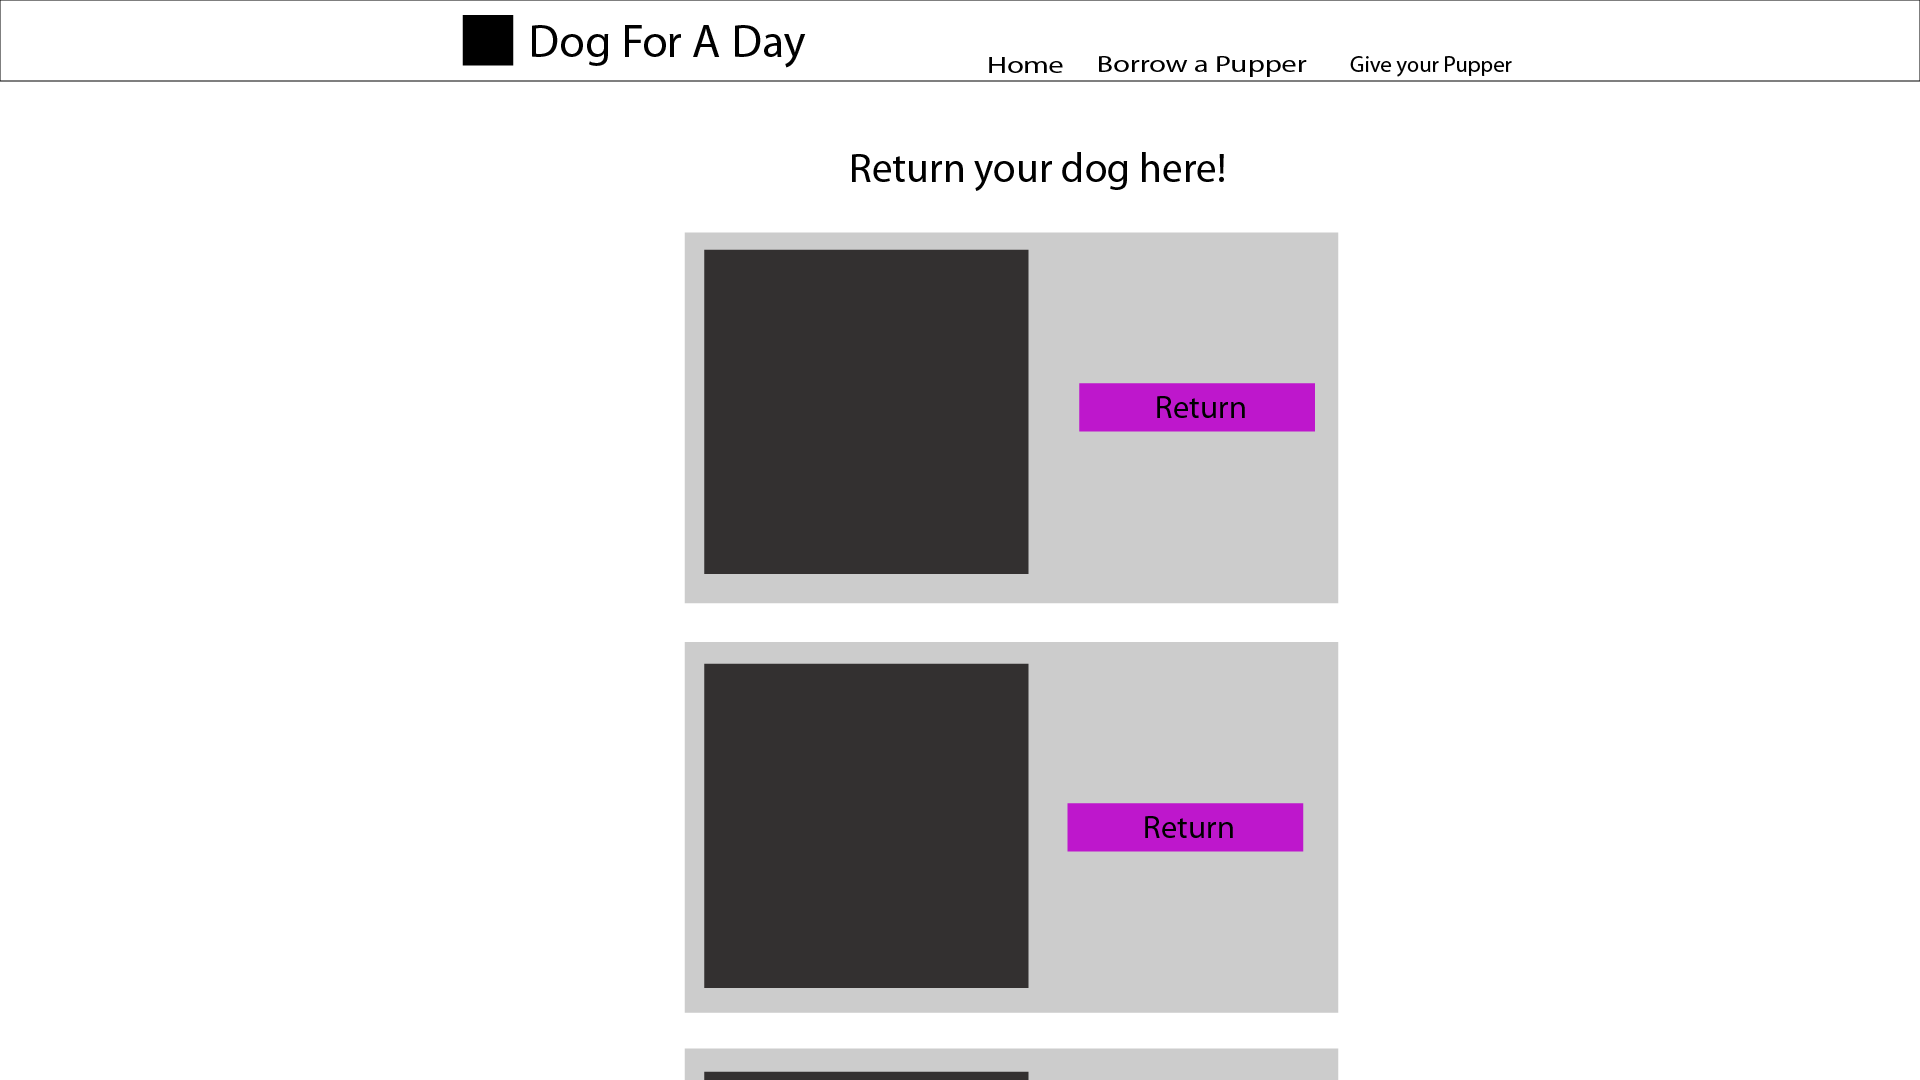 Dog For A Day
Home Borrow a Pupper Give your Pupper
Return your dog here!
Return
Return